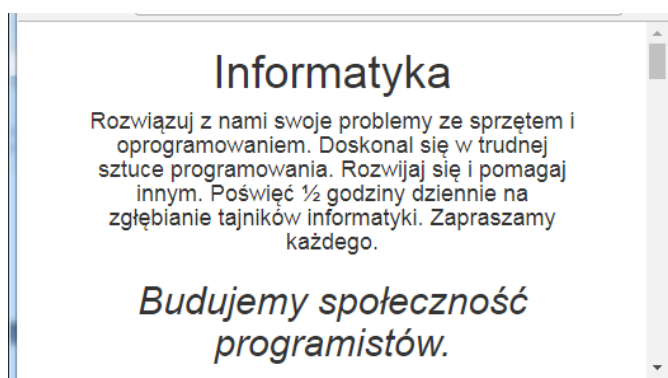 Informatyka
Rozwiązuj z nami swoje problemy ze sprzętem i
oprogramowaniem. Doskonal się w trudnej
sztuce programowania. Rozwijaj się i pomagaj
innym. Poświęć ½ godziny dziennie na
zgłębianie tajników informatyki. Zapraszamy
każdego.
Budujemy społeczność
programistów.